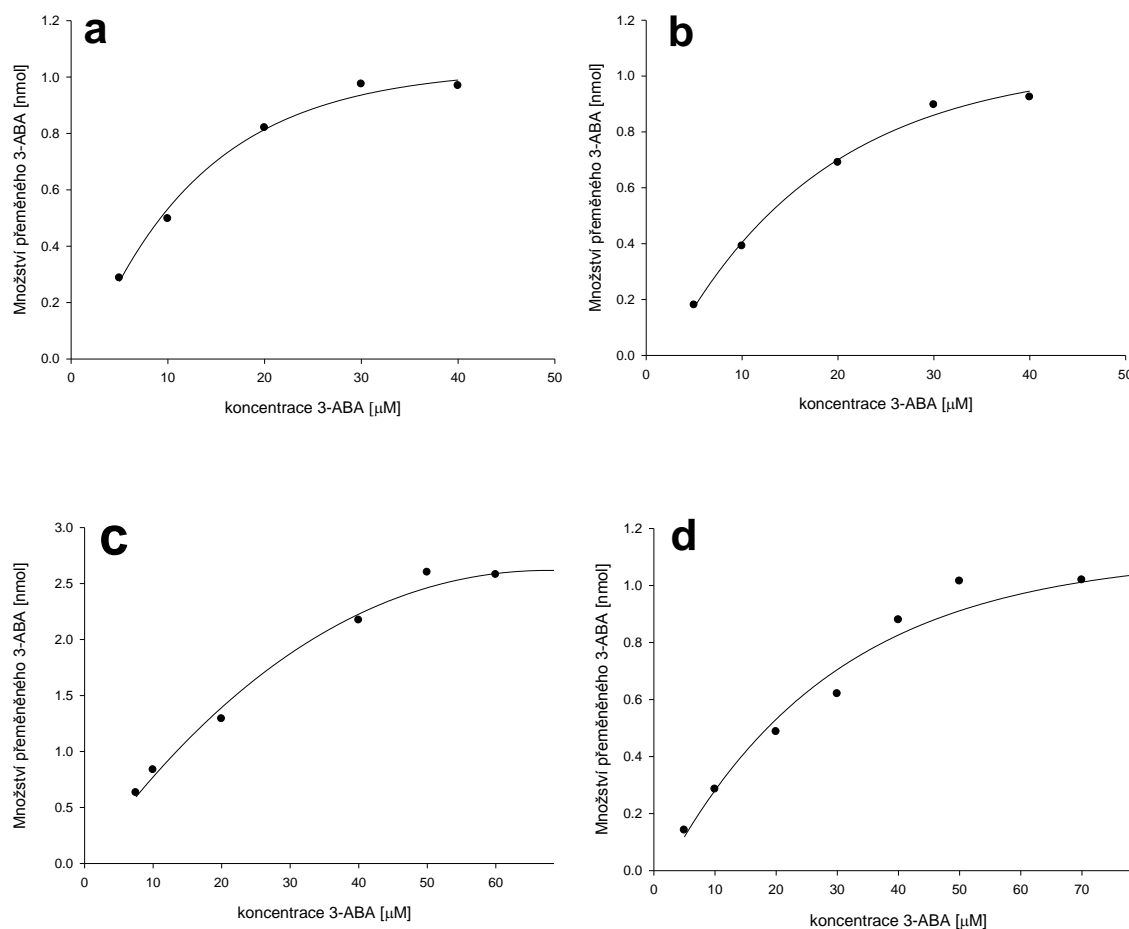 a
Množství přeměného 3-ABA [nmol]
1.2
1.0
0.8
0.6
0.4
0.2
0.0
0 10 20 30 40 50
koncentrace 3-ABA [μM]
b
Množství přeměného 3-ABA [nmol]
1.2
1.0
0.8
0.6
0.4
0.2
0.0
0 10 20 30 40 50
koncentrace 3-ABA [μM]
c
Množství přeměněného 3-ABA [nmol]
3.0
2.5
2.0
1.5
1.0
0.5
0.0
0 10 20 30 40 50 60
koncentrace 3-ABA [μM]
d
Množství přeměného 3-ABA [nmol]
1.2
1.0
0.8
0.6
0.4
0.2
0.0
0 10 20 30 40 50 60 70
koncentrace 3-ABA [μM]